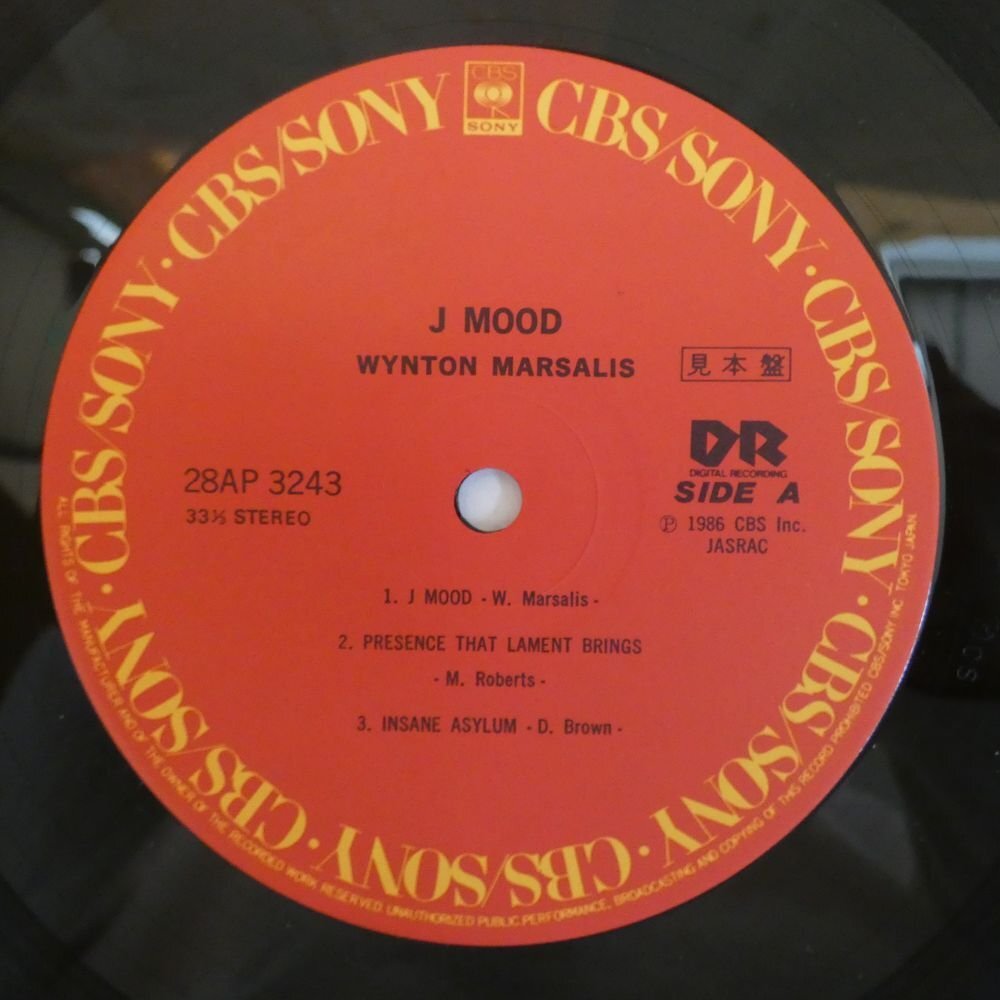 CBS
SONY
CBS/SONY · CBS/SONY · CBS/SONY · CBS/SONY · CBS/SONY · CBS/SONY · CBS/SONY · CBS/SONY
J MOOD
WYNTON MARSALIS
見本盤
28AP 3243
33⅓ STEREO
DR
DIGITAL RECORDING
SIDE A
Ⓟ 1986 CBS Inc.
JASRAC
1. J MOOD - W. Marsalis -
2. PRESENCE THAT LAMENT BRINGS
- M. Roberts -
3. INSANE ASYLUM - D. Brown -
ALL RIGHTS OF THE MANUFACTURER AND OF THE OWNER OF THE RECORDED WORK RESERVED UNAUTHORIZED PUBLIC PERFORMANCE, BROADCASTING AND COPYING OF THIS RECORD PROHIBITED CBS/SONY INC. TOKYO JAPAN